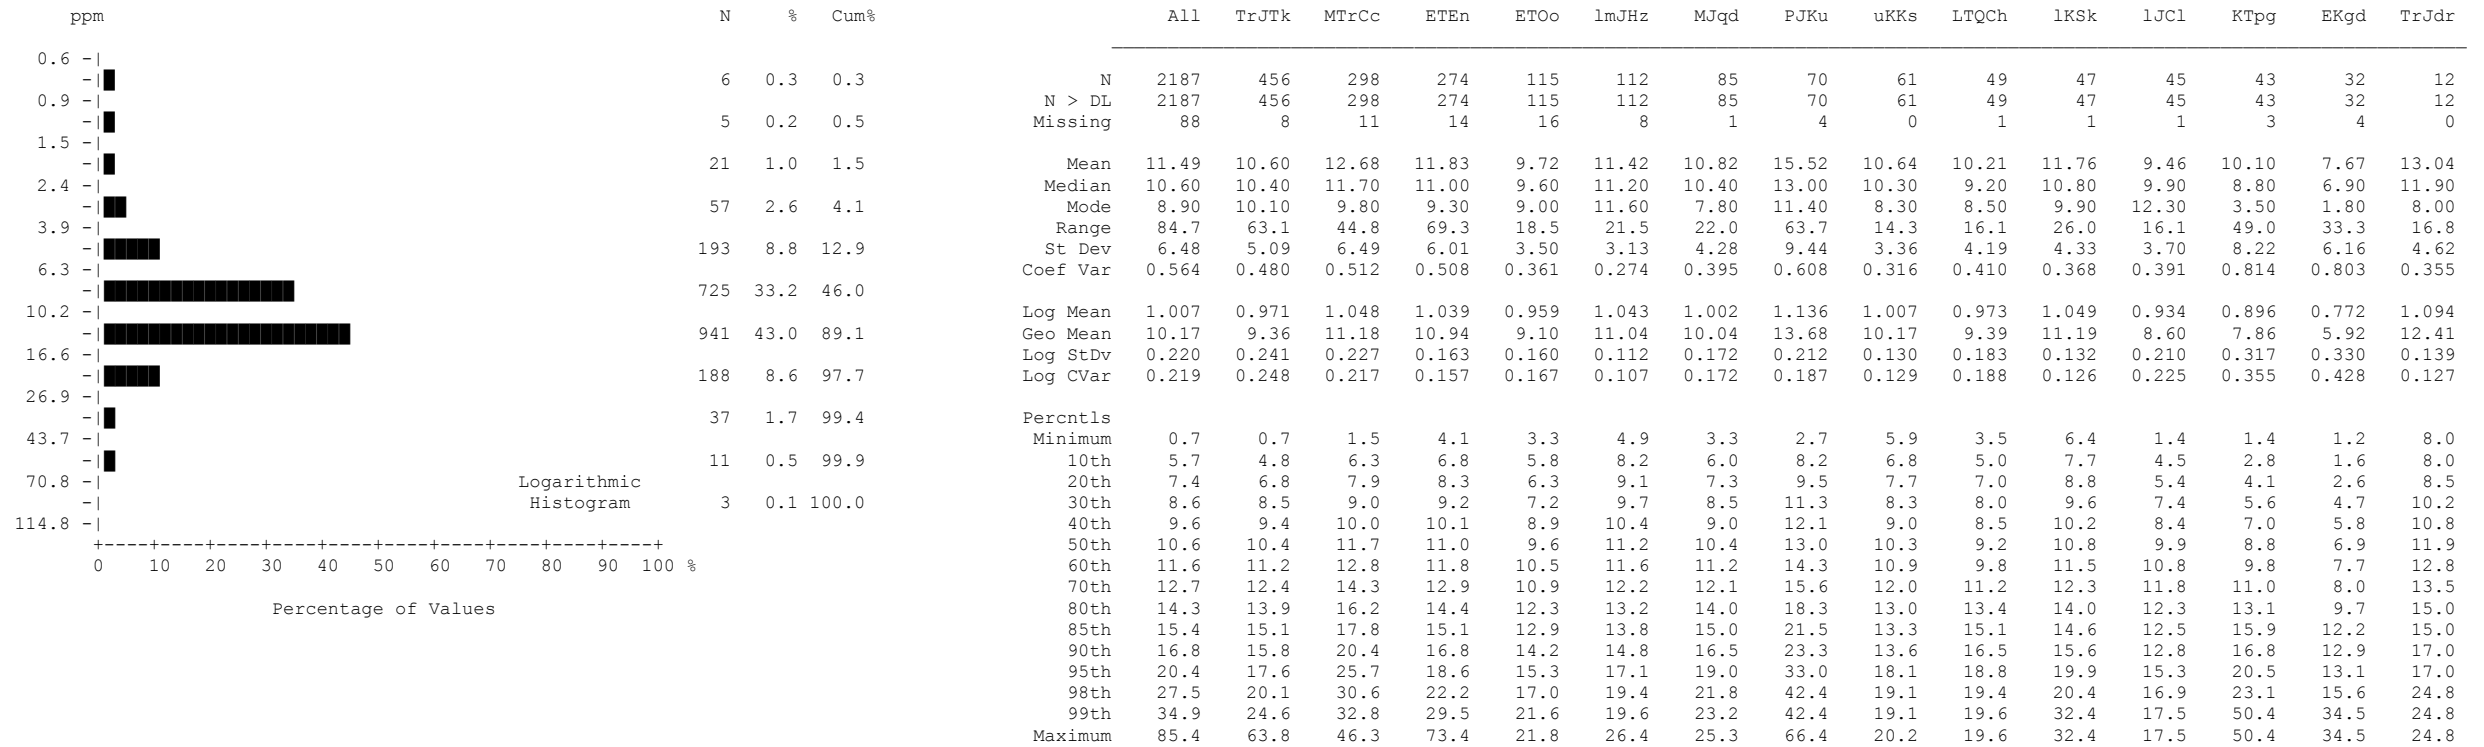 ppm N % Cum% All TrJTk MTrCc ETEn ETOo lmJHz MJqd PJKu uKKs LTQCh lKSk lJCl KTpg EKgd TrJdr
0.6 -|
-| 6 0.3 0.3 N 2187 456 298 274 115 112 85 70 61 49 47 45 43 32 12
0.9 -| N > DL 2187 456 298 274 115 112 85 70 61 49 47 45 43 32 12
-| 5 0.2 0.5 Missing 88 8 11 14 16 8 1 4 0 1 1 1 3 4 0
1.5 -|
-| 21 1.0 1.5 Mean 11.49 10.60 12.68 11.83 9.72 11.42 10.82 15.52 10.64 10.21 11.76 9.46 10.10 7.67 13.04
2.4 -| Median 10.60 10.40 11.70 11.00 9.60 11.20 10.40 13.00 10.30 9.20 10.80 9.90 8.80 6.90 11.90
-| 57 2.6 4.1 Mode 8.90 10.10 9.80 9.30 9.00 11.60 7.80 11.40 8.30 8.50 9.90 12.30 3.50 1.80 8.00
3.9 -| Range 84.7 63.1 44.8 69.3 18.5 21.5 22.0 63.7 14.3 16.1 26.0 16.1 49.0 33.3 16.8
-| 193 8.8 12.9 St Dev 6.48 5.09 6.49 6.01 3.50 3.13 4.28 9.44 3.36 4.19 4.33 3.70 8.22 6.16 4.62
6.3 -| Coef Var 0.564 0.480 0.512 0.508 0.361 0.274 0.395 0.608 0.316 0.410 0.368 0.391 0.814 0.803 0.355
-| 725 33.2 46.0
10.2 -| Log Mean 1.007 0.971 1.048 1.039 0.959 1.043 1.002 1.136 1.007 0.973 1.049 0.934 0.896 0.772 1.094
-| 941 43.0 89.1 Geo Mean 10.17 9.36 11.18 10.94 9.10 11.04 10.04 13.68 10.17 9.39 11.19 8.60 7.86 5.92 12.41
16.6 -| Log StDv 0.220 0.241 0.227 0.163 0.160 0.112 0.172 0.212 0.130 0.183 0.132 0.210 0.317 0.330 0.139
-| 188 8.6 97.7 Log CVar 0.219 0.248 0.217 0.157 0.167 0.107 0.172 0.187 0.129 0.188 0.126 0.225 0.355 0.428 0.127
26.9 -|
-| 37 1.7 99.4 Percntls
43.7 -| Minimum 0.7 0.7 1.5 4.1 3.3 4.9 3.3 2.7 5.9 3.5 6.4 1.4 1.4 1.2 8.0
-| 11 0.5 99.9 10th 5.7 4.8 6.3 6.8 5.8 8.2 6.0 8.2 6.8 5.0 7.7 4.5 2.8 1.6 8.0
70.8 -| Logarithmic 20th 7.4 6.8 7.9 8.3 6.3 9.1 7.3 9.5 7.7 7.0 8.8 5.4 4.1 2.6 8.5
-| Histogram 3 0.1 100.0 30th 8.6 8.5 9.0 9.2 7.2 9.7 8.5 11.3 8.3 8.0 9.6 7.4 5.6 4.7 10.2
114.8 -| 40th 9.6 9.4 10.0 10.1 8.9 10.4 9.0 12.1 9.0 8.5 10.2 8.4 7.0 5.8 10.8
+----+----+----+----+----+----+----+----+----+----+ 50th 10.6 10.4 11.7 11.0 9.6 11.2 10.4 13.0 10.3 9.2 10.8 9.9 8.8 6.9 11.9
0 10 20 30 40 50 60 70 80 90 100 % 60th 11.6 11.2 12.8 11.8 10.5 11.6 11.2 14.3 10.9 9.8 11.5 10.8 9.8 7.7 12.8
70th 12.7 12.4 14.3 12.9 10.9 12.2 12.1 15.6 12.0 11.2 12.3 11.8 11.0 8.0 13.5
Percentage of Values 80th 14.3 13.9 16.2 14.4 12.3 13.2 14.0 18.3 13.0 13.4 14.0 12.3 13.1 9.7 15.0
85th 15.4 15.1 17.8 15.1 12.9 13.8 15.0 21.5 13.3 15.1 14.6 12.5 15.9 12.2 15.0
90th 16.8 15.8 20.4 16.8 14.2 14.8 16.5 23.3 13.6 16.5 15.6 12.8 16.8 12.9 17.0
95th 20.4 17.6 25.7 18.6 15.3 17.1 19.0 33.0 18.1 18.8 19.9 15.3 20.5 13.1 17.0
98th 27.5 20.1 30.6 22.2 17.0 19.4 21.8 42.4 19.1 19.4 20.4 16.9 23.1 15.6 24.8
99th 34.9 24.6 32.8 29.5 21.6 19.6 23.2 42.4 19.1 19.6 32.4 17.5 50.4 34.5 24.8
Maximum 85.4 63.8 46.3 73.4 21.8 26.4 25.3 66.4 20.2 19.6 32.4 17.5 50.4 34.5 24.8